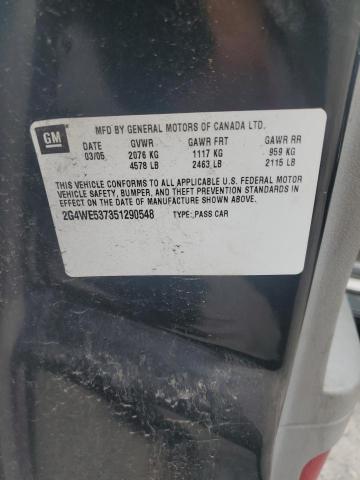 GM
MFD BY GENERAL MOTORS OF CANADA LTD.
DATE GVWR GAWR FRT GAWR RR
03/05 2076 KG 1117 KG 959 KG
4578 LB 2463 LB 2115 LB
THIS VEHICLE CONFORMS TO ALL APPLICABLE U.S. FEDERAL MOTOR
VEHICLE SAFETY, BUMPER, AND THEFT PREVENTION STANDARDS IN
EFFECT ON THE DATE OF MANUFACTURE SHOWN ABOVE.
2G4WE537351290548 TYPE: PASS CAR